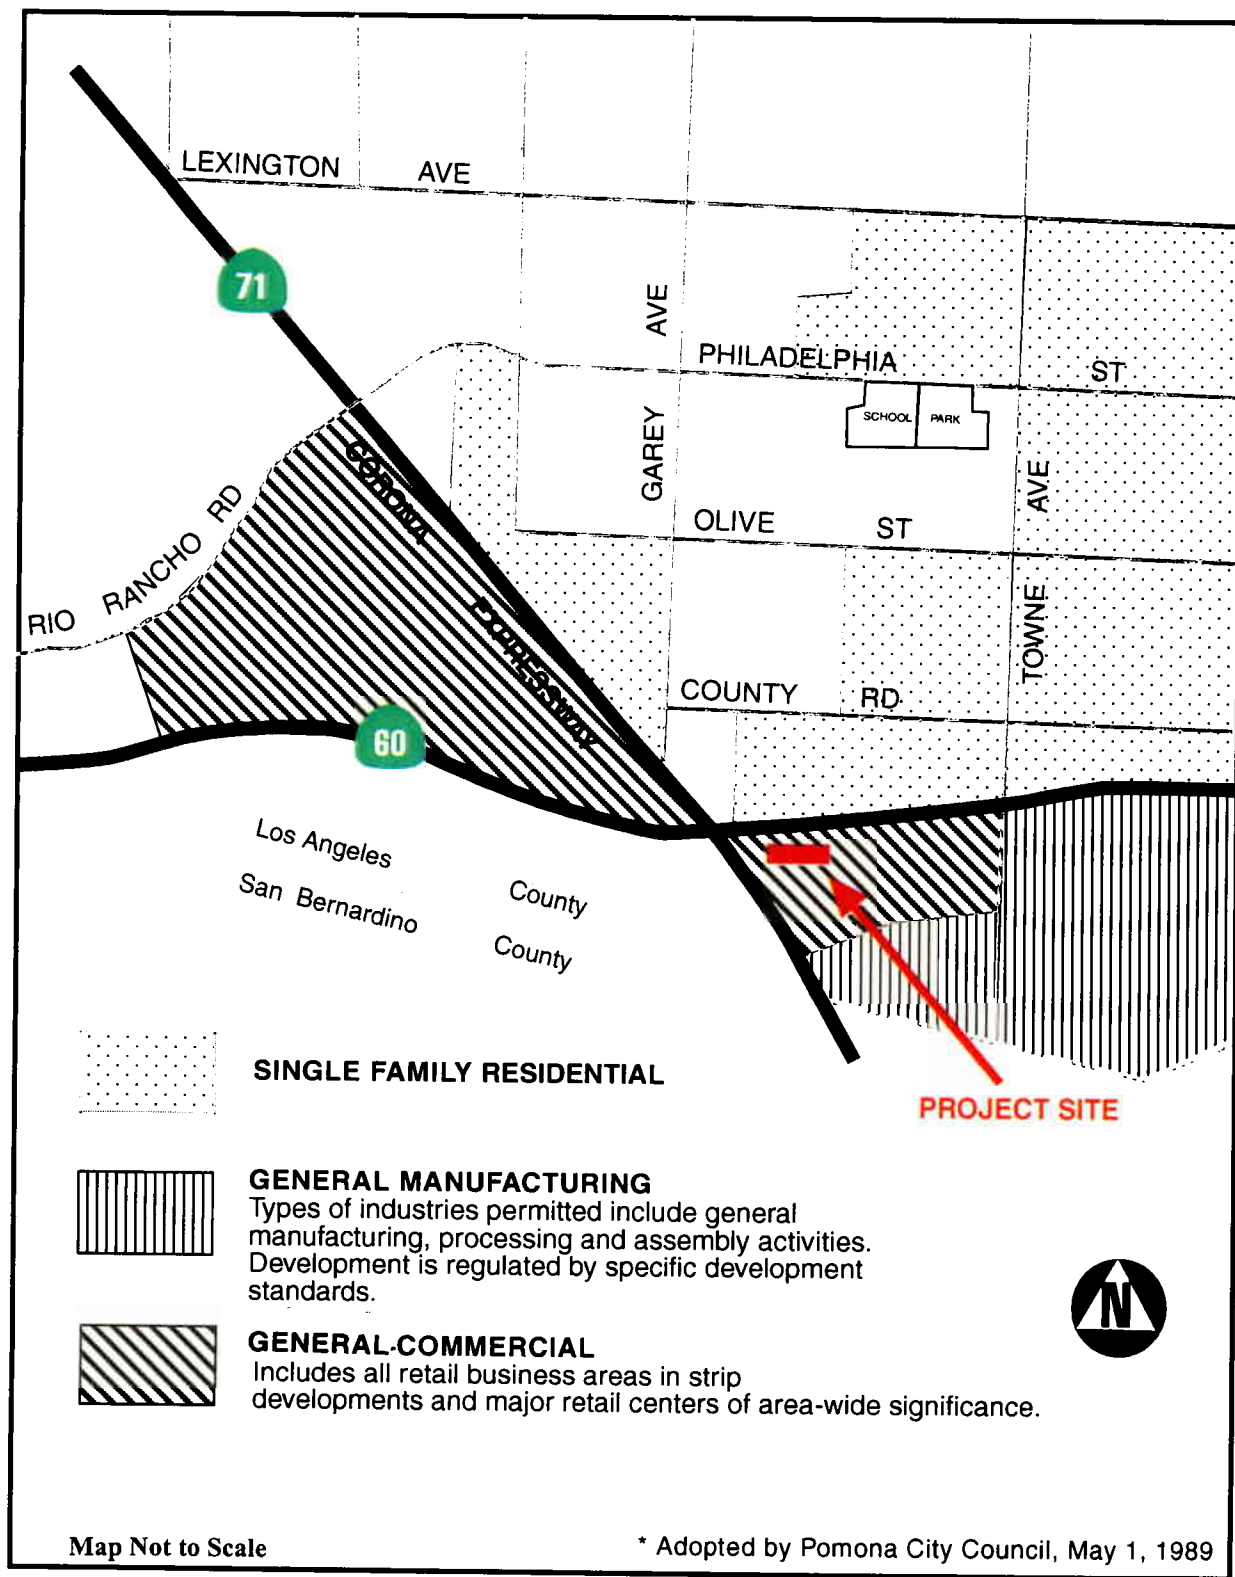 LEXINGTON AVE
71
AVE
PHILADELPHIA ST
SCHOOL PARK
GAREY
CORONA
AVE
OLIVE ST
RIO RANCHO RD
EXPRESSWAY
TOWNE
COUNTY RD
60
Los Angeles County
San Bernardino County
PROJECT SITE
SINGLE FAMILY RESIDENTIAL
GENERAL MANUFACTURING
Types of industries permitted include general
manufacturing, processing and assembly activities.
Development is regulated by specific development
standards.
N
GENERAL-COMMERCIAL
Includes all retail business areas in strip
developments and major retail centers of area-wide significance.
Map Not to Scale
* Adopted by Pomona City Council, May 1, 1989